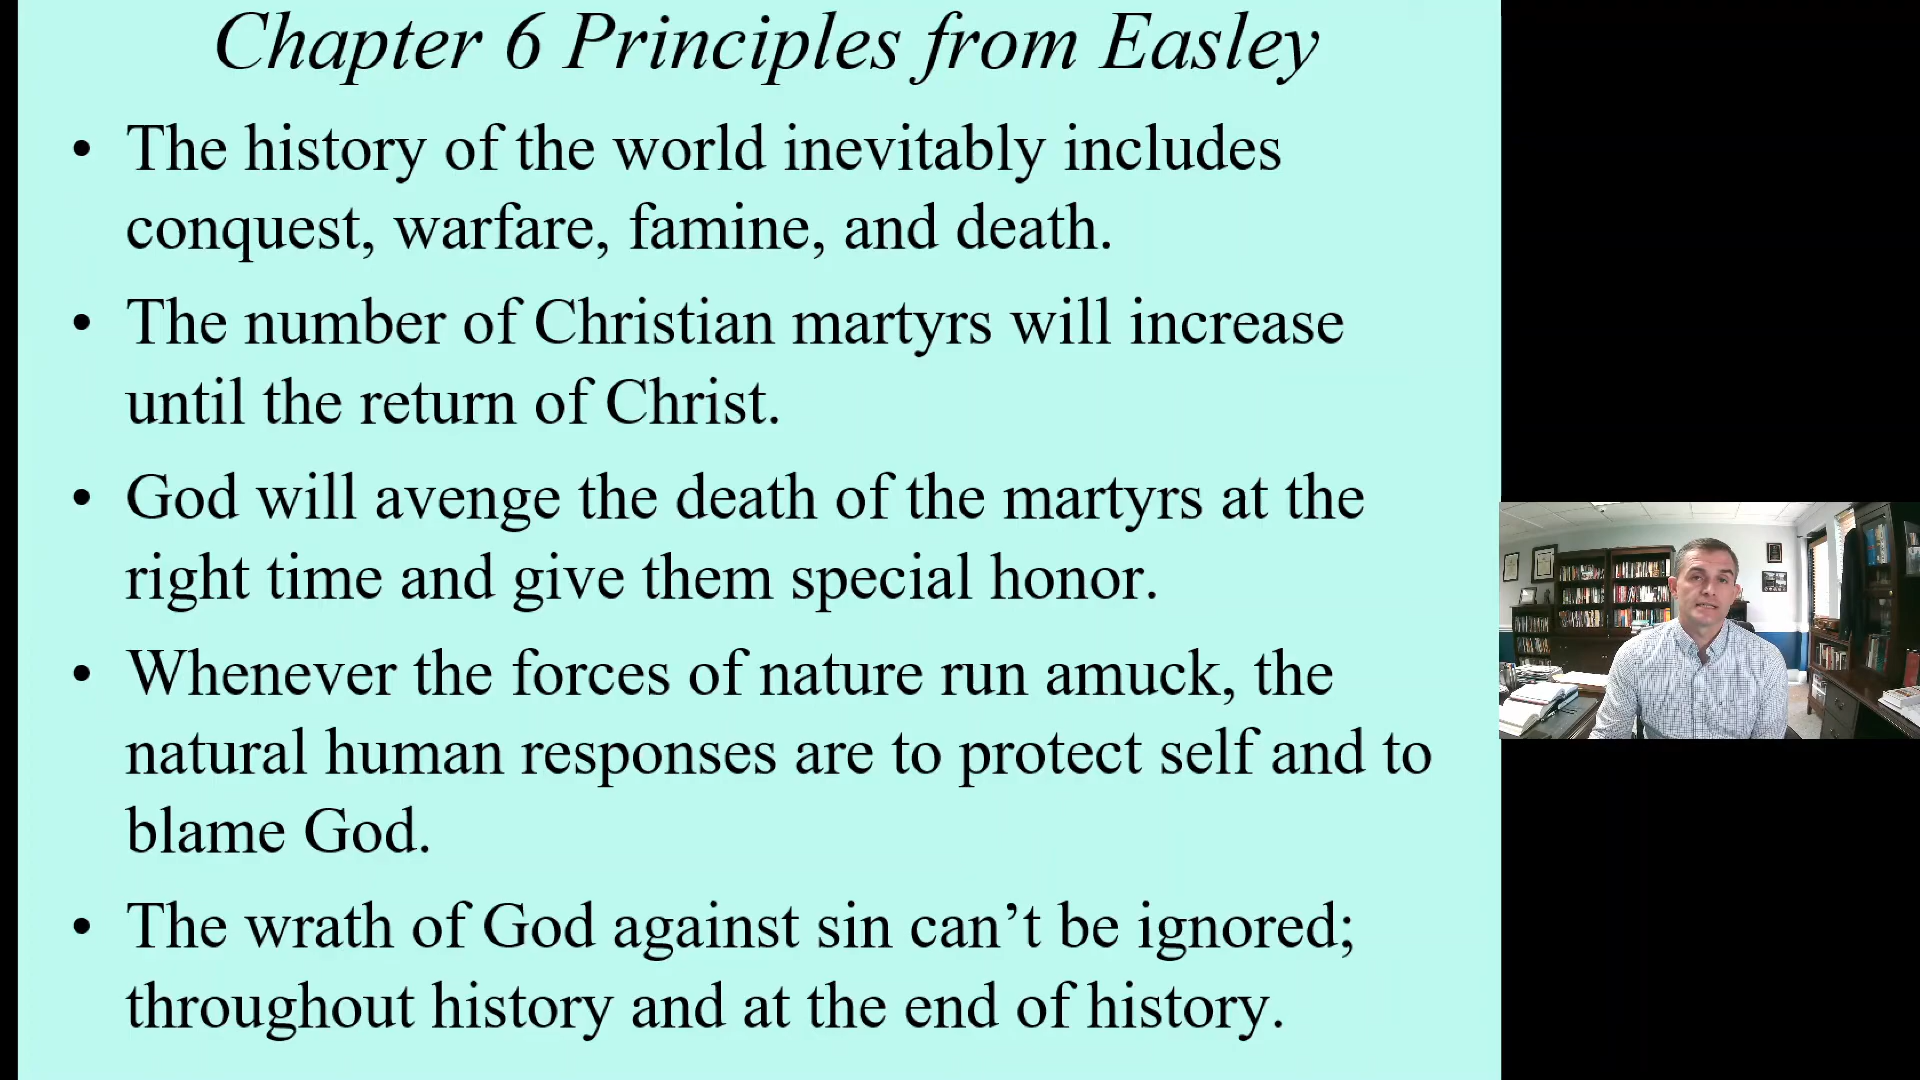 Chapter 6 Principles from Easley
• The history of the world inevitably includes
conquest, warfare, famine, and death.
• The number of Christian martyrs will increase
until the return of Christ.
• God will avenge the death of the martyrs at the
right time and give them special honor.
• Whenever the forces of nature run amuck, the
natural human responses are to protect self and to
blame God.
• The wrath of God against sin can’t be ignored;
throughout history and at the end of history.